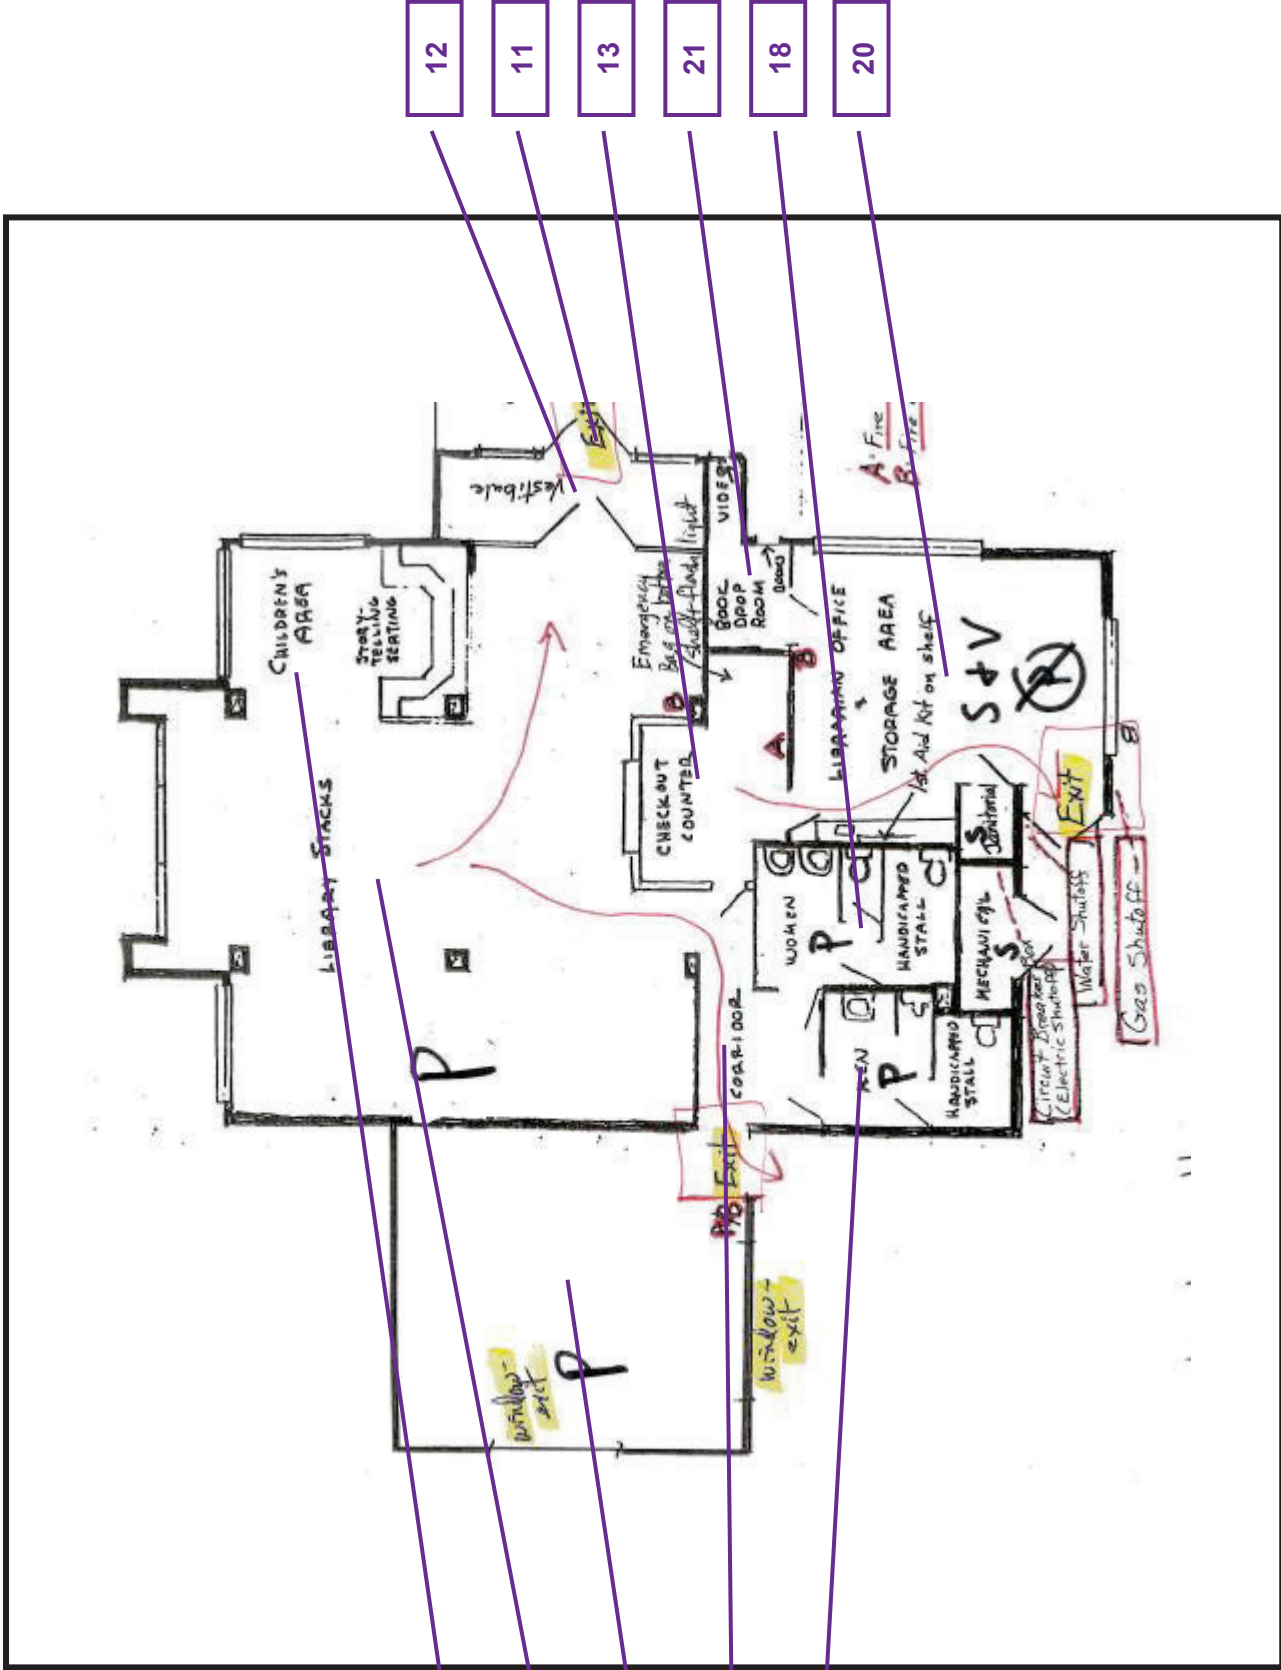 12
11
13
21
18
20
Exit
Vestibule
CHILDREN'S
AREA
STORY-
TELLING
SEATING
LIBRARY STACKS
Emergency
Bag on bottom
shelf-flash light
VIDEOS
BOOK
DROP
ROOM
BOOKS
A: Fire
B: Fire
B
B
A
CHECKOUT
COUNTER
LIBRARIAN OFFICE
&
STORAGE AREA
1st Aid Kit on shelf
S & V
P
Exit
B
S
Janitorial
WOMEN
P
HANDICAPPED
STALL
MECHANICAL
S
Box
Water Shutoff
Gas Shutoff
Circuit Breaker
(Electric Shutoff)
CORRIDOR
MEN
P
HANDICAPPED
STALL
P
Exit
window-
exit
P
window-
exit